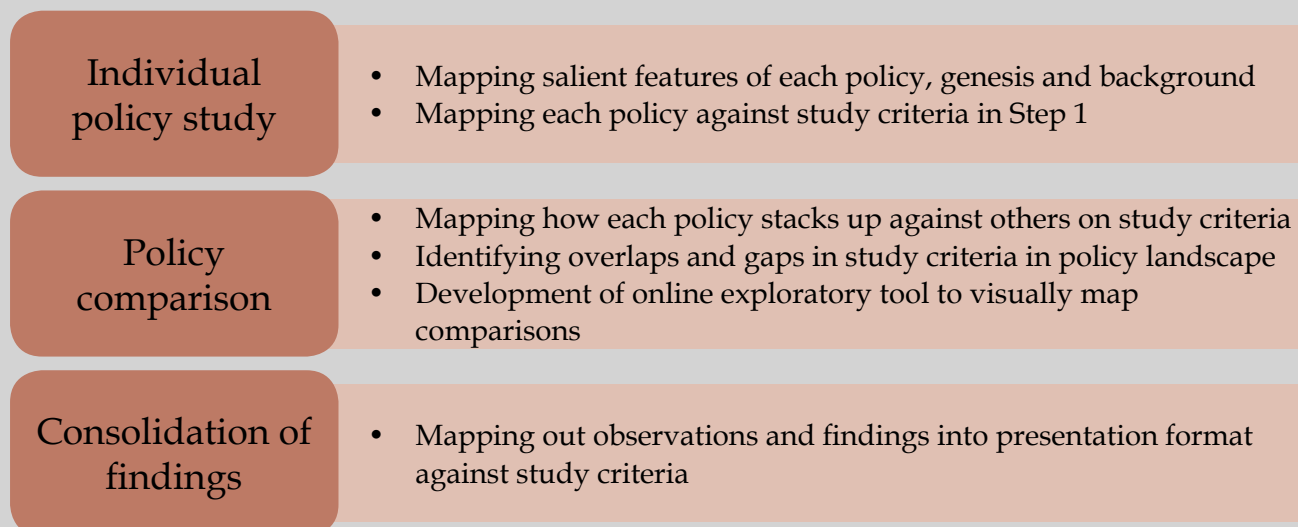 Individual
policy study
• Mapping salient features of each policy, genesis and background
• Mapping each policy against study criteria in Step 1
Policy
comparison
• Mapping how each policy stacks up against others on study criteria
• Identifying overlaps and gaps in study criteria in policy landscape
• Development of online exploratory tool to visually map
comparisons
Consolidation of
findings
• Mapping out observations and findings into presentation format
against study criteria